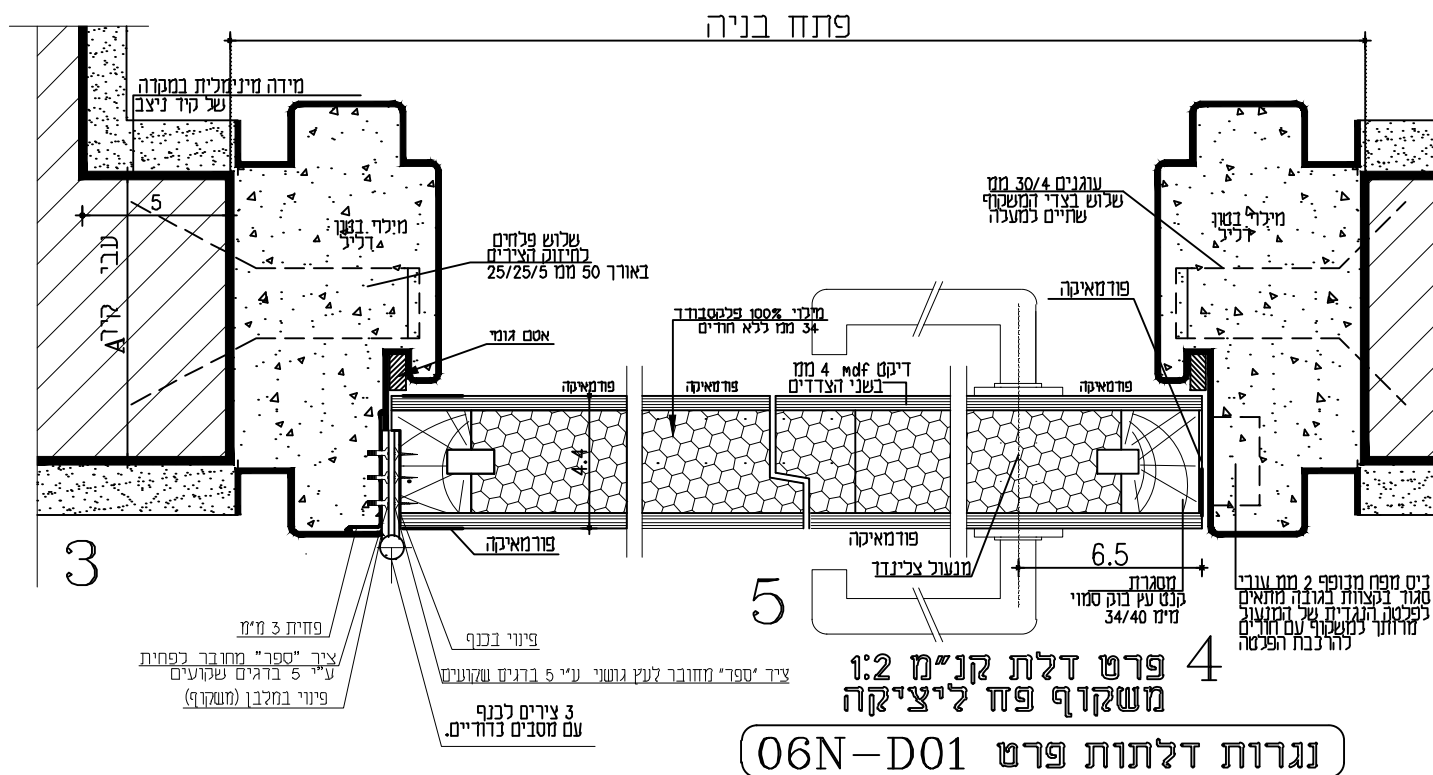 פתח בניה
מידה מינימלית במקרה
של קיר ניצב
5
עבי קיר
מילוי בטון
דליל
שלוש פלחים
לחיזוק הצירים
באורך 50 ממ 25/25/5
אטם גומי
מילוי 100% פלקסבורד
34 ממ ללא חורים
דיקט mdf 4 ממ
בשני הצדדים
פורמאיקה
פורמאיקה
פורמאיקה
עוגנים 30/4 ממ
שלוש בצדי המשקוף
שתיים למעלה
מילוי בטון
דליל
פורמאיקה
4.4
פורמאיקה
פורמאיקה
מנעול צלינדר
6.5
מסגרת
קנט עץ בוק סמוי
מ"מ 34/40
כיס מפח מכופף 2 ממ עובי
סגור בקצוות בגובה מתאים
לפלטה הנגדית של המנעול
מרותך למשקוף עם חורים
להרכבת הפלטה
3
5
4
פחית 3 מ"מ
ציר "ספר" מחובר לפחית
ע"י 5 ברגים שקועים
פינוי במלבן (משקוף)
פינוי בכנף
ציר "ספר" מחובר לעץ גושני ע"י 5 ברגים שקועים
3 צירים לכנף
עם מסבים כדוריים.
פרט דלת קנ"מ 1:2
משקוף פח ליציקה
נגרות דלתות פרט 06N-D01